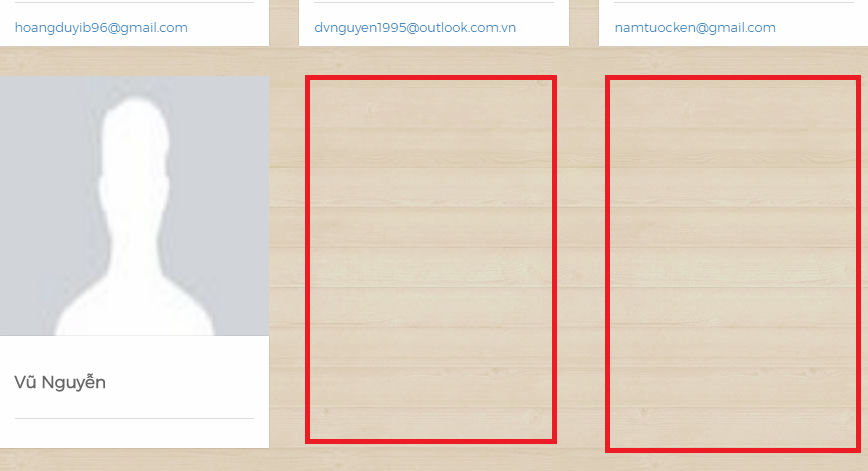 hoangduyib96@gmail.com
dvnguyen1995@outlook.com.vn
namtuocken@gmail.com
Vũ Nguyễn